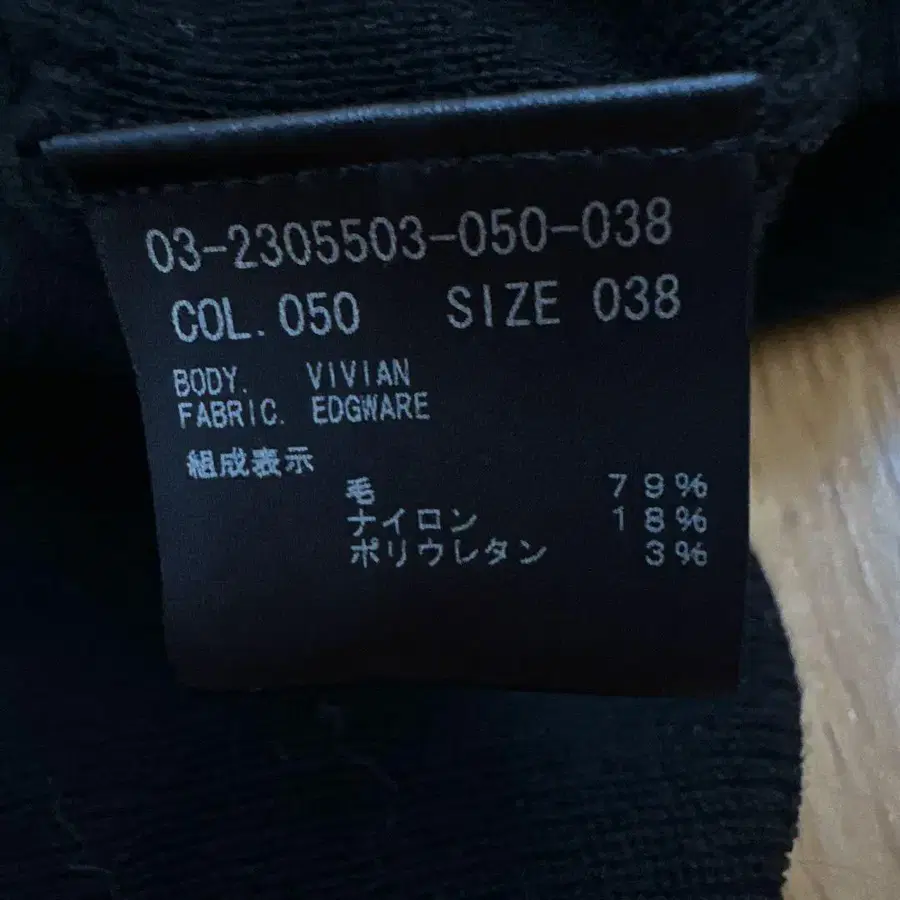 03-2305503-050-038
COL.050 SIZE 038
BODY. VIVIAN
FABRIC. EDGWARE
組成表示
毛 79%
ナイロン 18%
ポリウレタン 3%